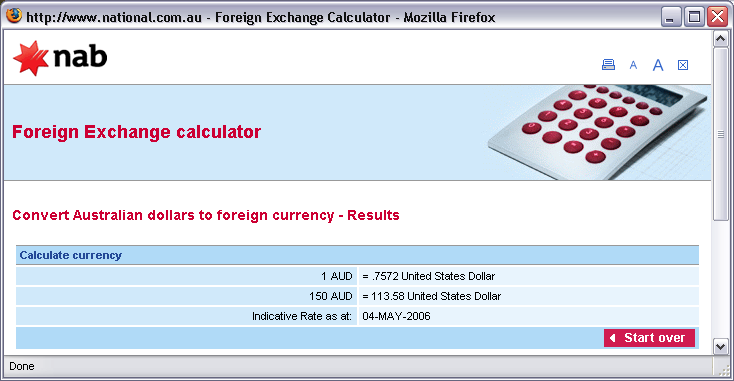 http://www.national.com.au - Foreign Exchange Calculator - Mozilla Firefox
nab
A A
Foreign Exchange calculator
Convert Australian dollars to foreign currency - Results
Calculate currency
1 AUD = .7572 United States Dollar
150 AUD = 113.58 United States Dollar
Indicative Rate as at: 04-MAY-2006
Start over
Done